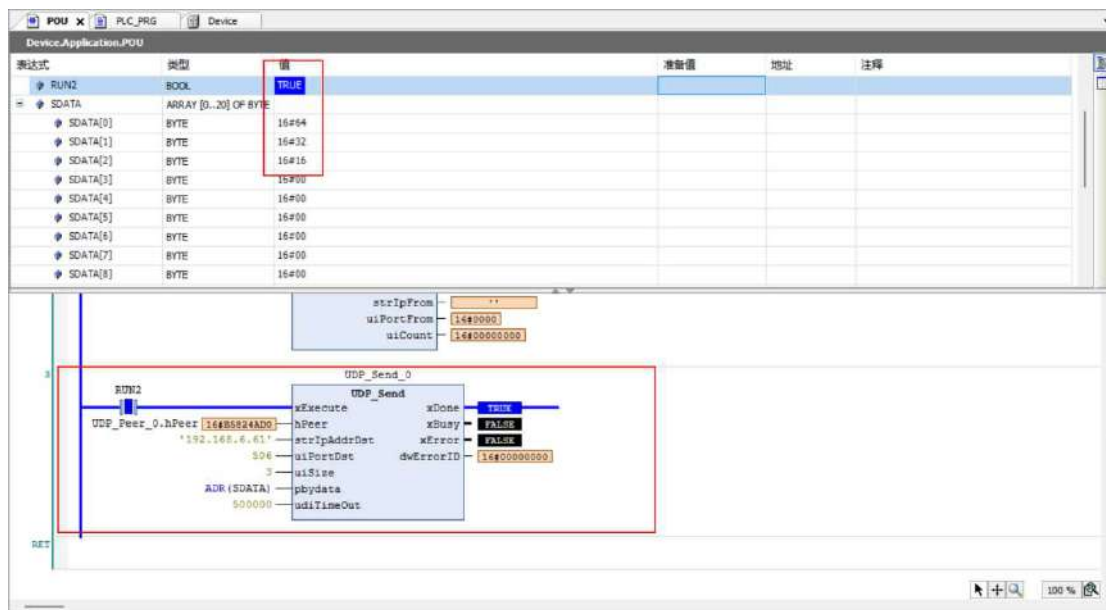 POU PLC_PRG Device
Device.Application.POU
表达式 类型 值 准备值 地址 注释
RUN2 BOOL TRUE
SDATA ARRAY [0..20] OF BYTE
SDATA[0] BYTE 16#64
SDATA[1] BYTE 16#32
SDATA[2] BYTE 16#16
SDATA[3] BYTE 16#00
SDATA[4] BYTE 16#00
SDATA[5] BYTE 16#00
SDATA[6] BYTE 16#00
SDATA[7] BYTE 16#00
SDATA[8] BYTE 16#00
strIpFrom ''
uiPortFrom 16#0000
uiCount 16#00000000
3 UDP_Send_0
RUN2 UDP_Send
xExecute xDone TRUE
UDP_Peer_0.hPeer 16#B5824AD0 hPeer xBusy FALSE
'192.168.6.61' strIpAddrDst xError FALSE
506 uiPortDst dwErrorID 16#00000000
3 uiSize
ADR(SDATA) pbydata
500000 udiTimeOut
RET
100 %